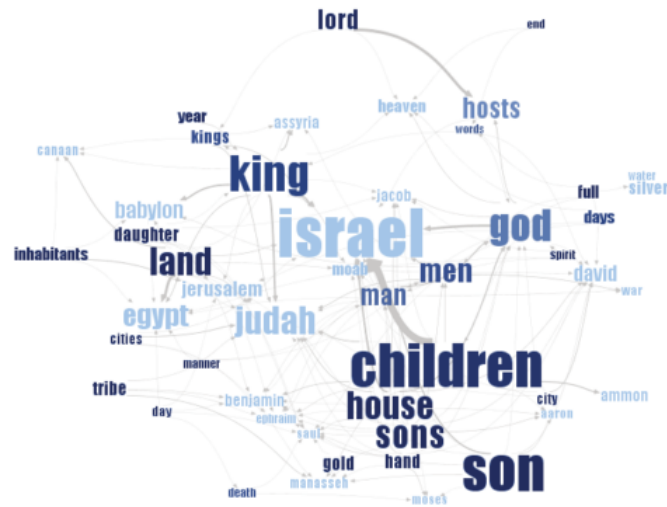 lord
end
heaven
hosts
year
assyria
words
kings
canaan
king
jacob
water
full
silver
babylon
israel
god
days
daughter
inhabitants
land
moab
men
spirit
david
jerusalem
man
war
egypt
judah
cities
manner
children
tribe
benjamin
house
city
ammon
day
ephraim
aaron
saul
sons
gold
hand
son
manasseh
death
moses